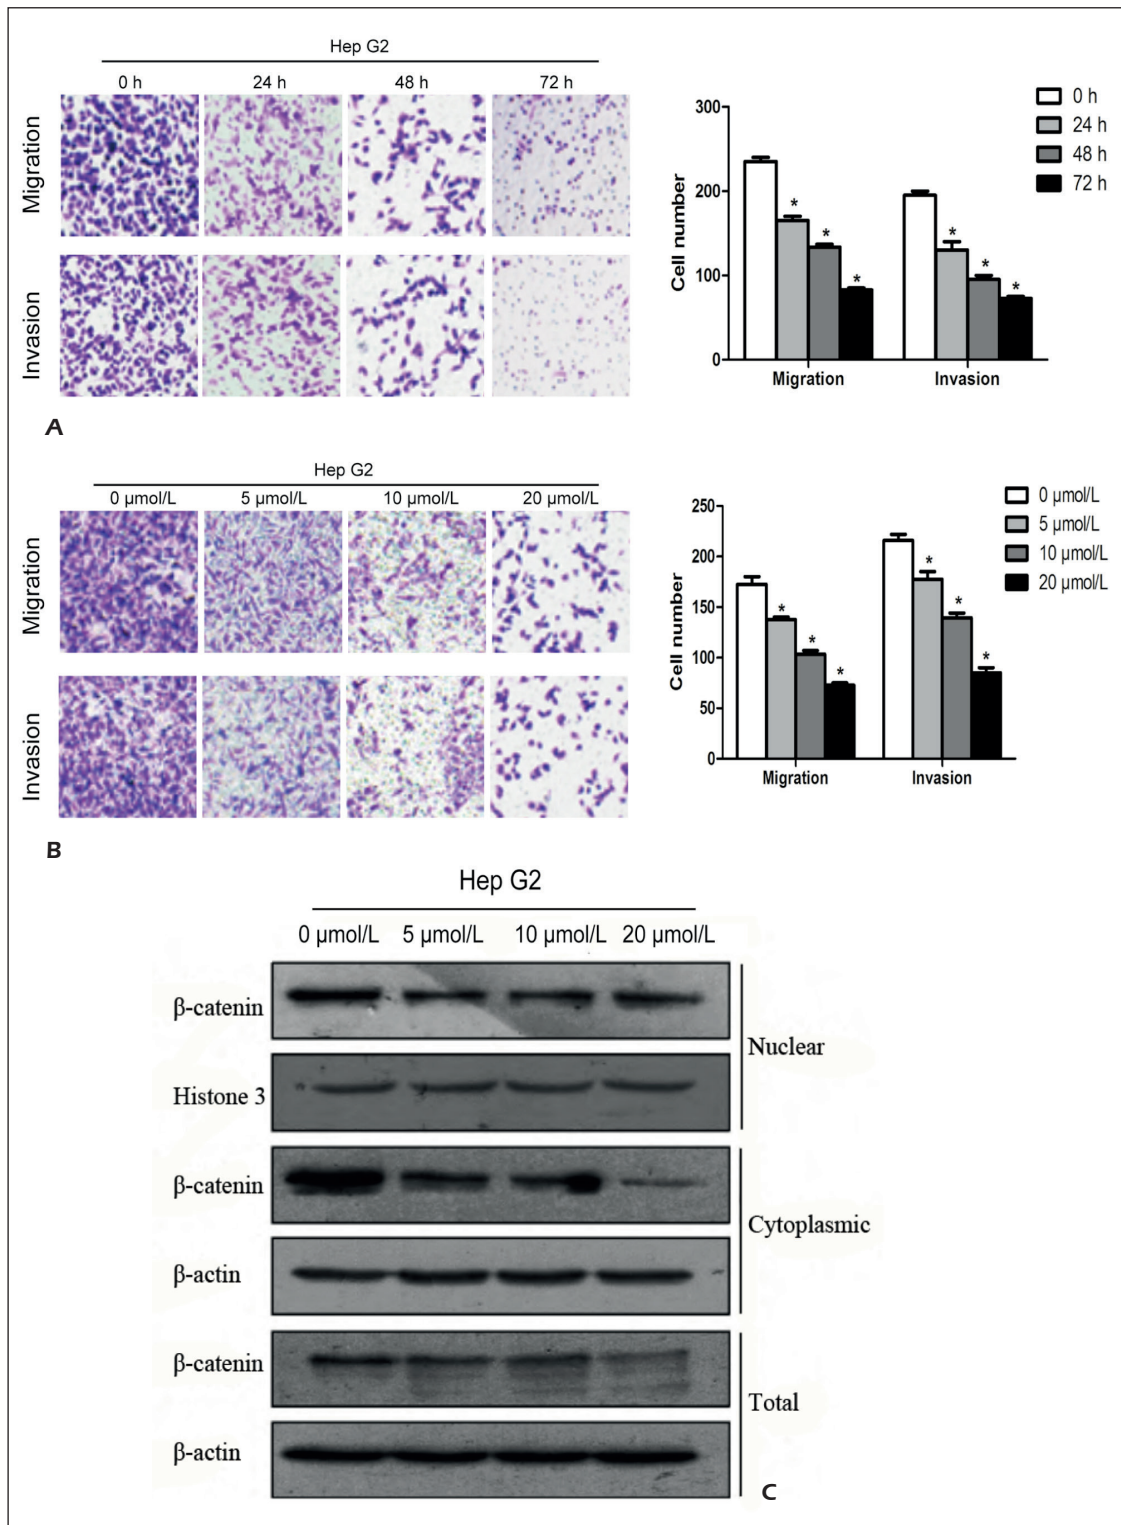 Hep G2
0 h 24 h 48 h 72 h
Migration
Invasion
300
200
100
0
Cell number
Migration Invasion
0 h
24 h
48 h
72 h
* * * * * *
A
Hep G2
0 µmol/L 5 µmol/L 10 µmol/L 20 µmol/L
Migration
Invasion
250
200
150
100
50
0
Cell number
Migration Invasion
0 µmol/L
5 µmol/L
10 µmol/L
20 µmol/L
* * * * * *
B
Hep G2
0 µmol/L 5 µmol/L 10 µmol/L 20 µmol/L
β-catenin
Histone 3
Nuclear
β-catenin
β-actin
Cytoplasmic
β-catenin
β-actin
Total
C